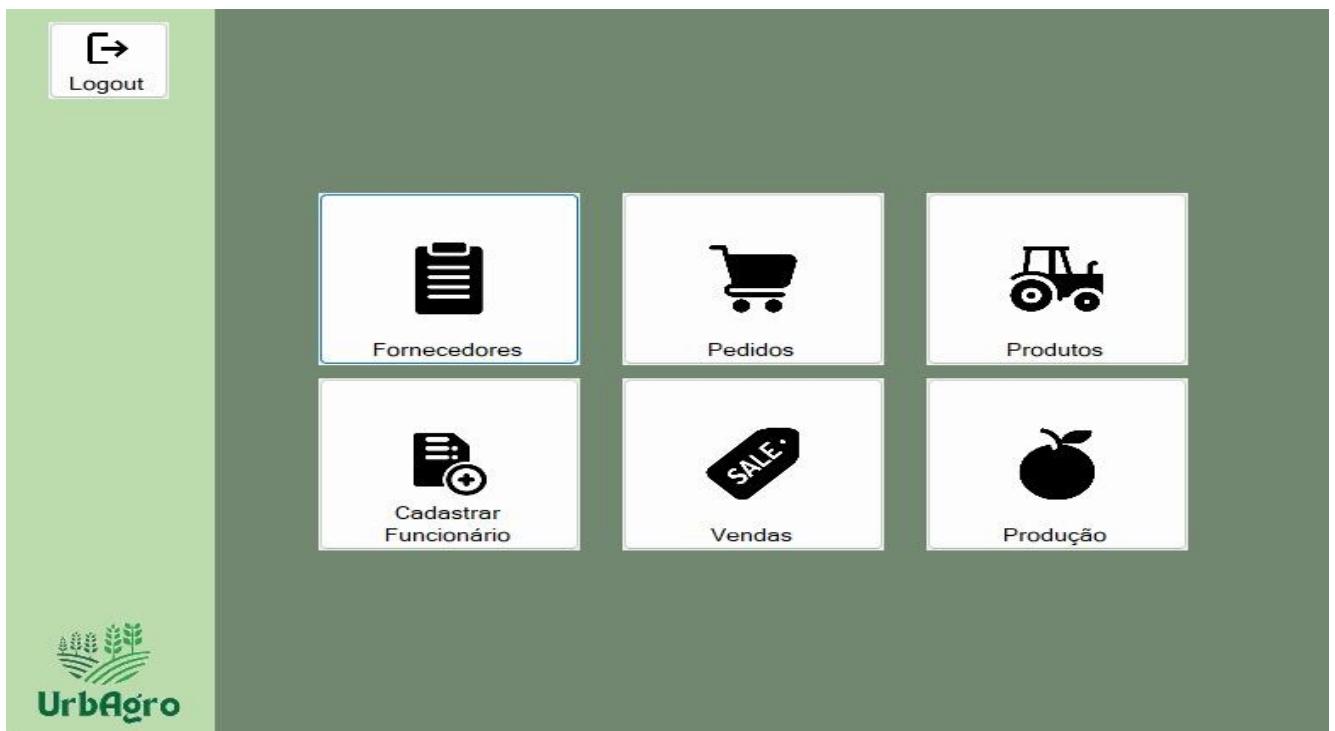 Logout
Fornecedores
Pedidos
Produtos
Cadastrar
Funcionário
SALE
Vendas
Produção
UrbAgro